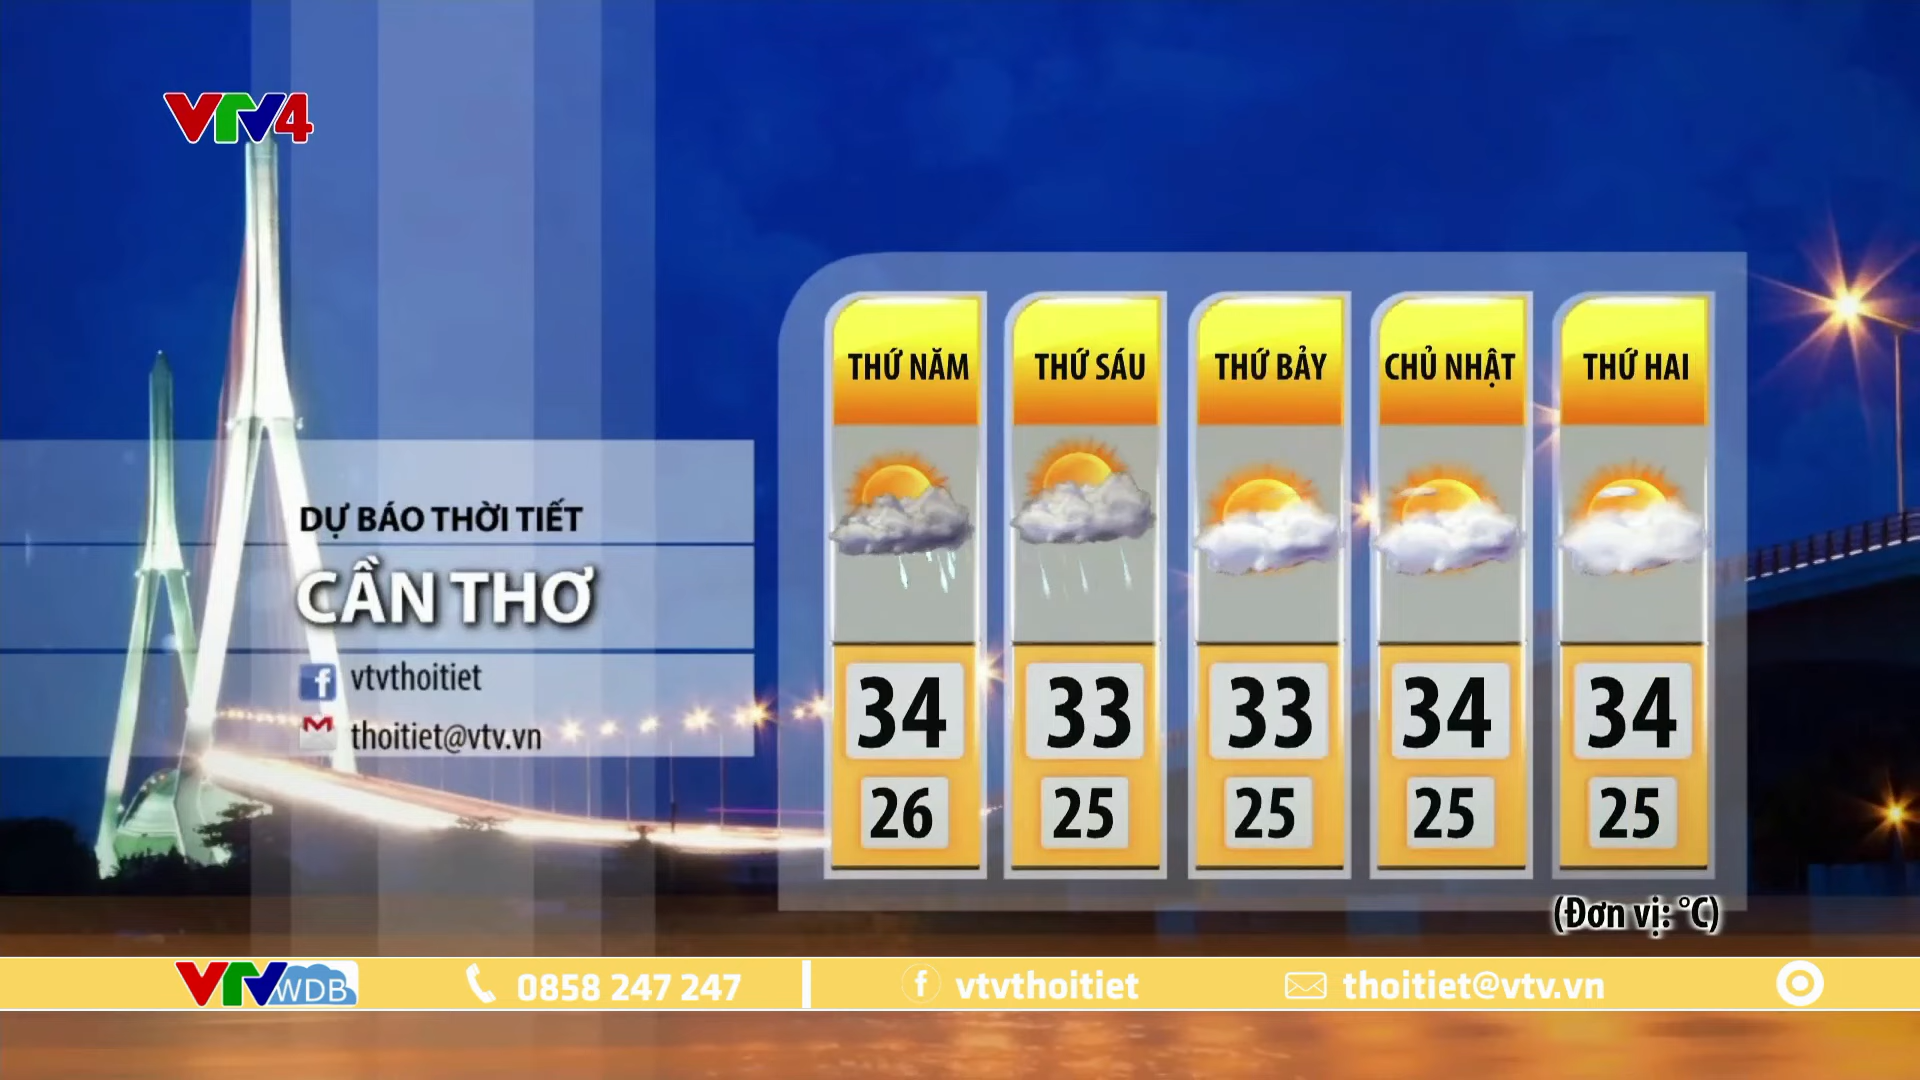 VTV4
DỰ BÁO THỜI TIẾT
CẦN THƠ
vtvthoitiet
thoitiet@vtv.vn
THỨ NĂM
34
26
THỨ SÁU
33
25
THỨ BẢY
33
25
CHỦ NHẬT
34
25
THỨ HAI
34
25
(Đơn vị: °C)
VTV WDB
0858 247 247
vtvthoitiet
thoitiet@vtv.vn